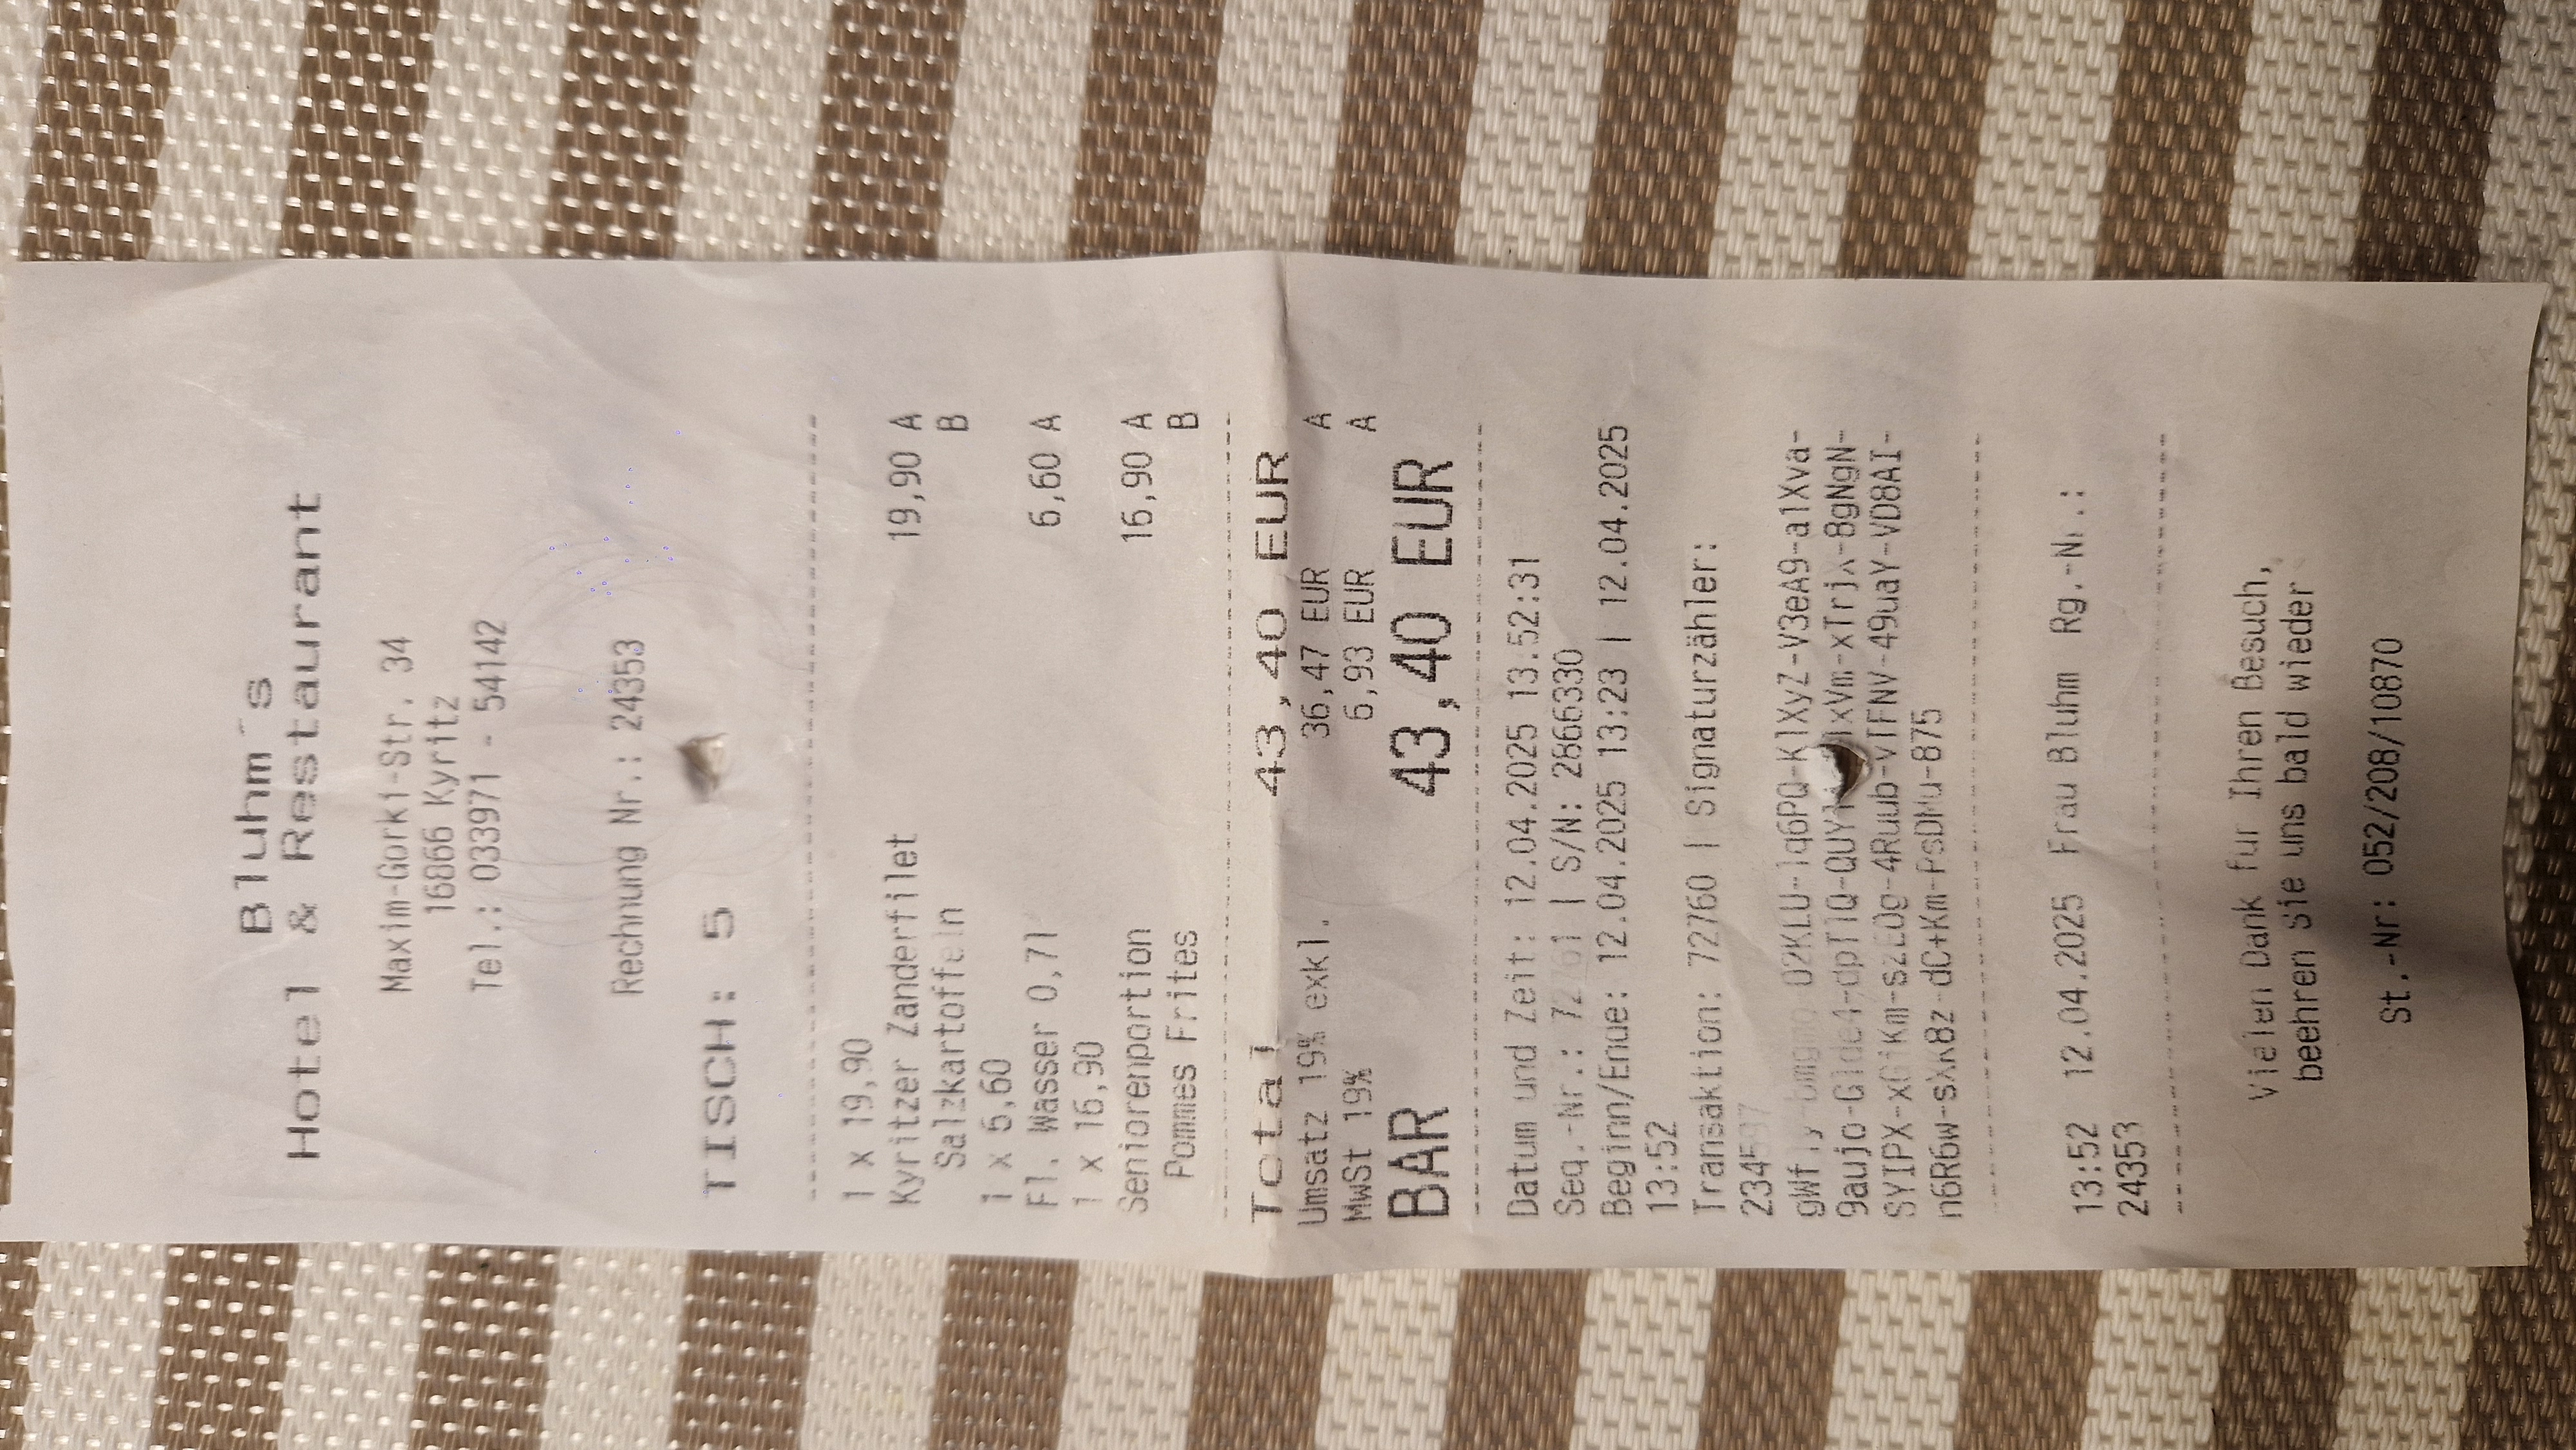 Bluhm´s
Hotel & Restaurant
Maxim-Gorki-Str. 34
16866 Kyritz
Tel.: 033971 - 54142
Rechnung Nr.: 24353
TISCH: 5
1 x 19,90
Kyritzer Zanderfilet 19,90 A
Salzkartoffeln B
1 x 6,60
Fl. Wasser 0,7l 6,60 A
1 x 16,90
Seniorenportion 16,90 A
Pommes Frites B
Total 43,40 EUR
Umsatz 19% exkl. 36,47 EUR A
MwSt 19% 6,93 EUR A
BAR 43,40 EUR
Datum und Zeit: 12.04.2025 13:52:31
Seq.-Nr.: | S/N: 2866330
Beginn/Ende: 12.04.2025 13:23 | 12.04.2025
13:52
Transaktion: 72760 | Signaturzähler:
13:52 12.04.2025 Frau Bluhm Rg.-Nr.:
24353
Vielen Dank für Ihren Besuch,
beehren Sie uns bald wieder
St.-Nr: 052/208/10870